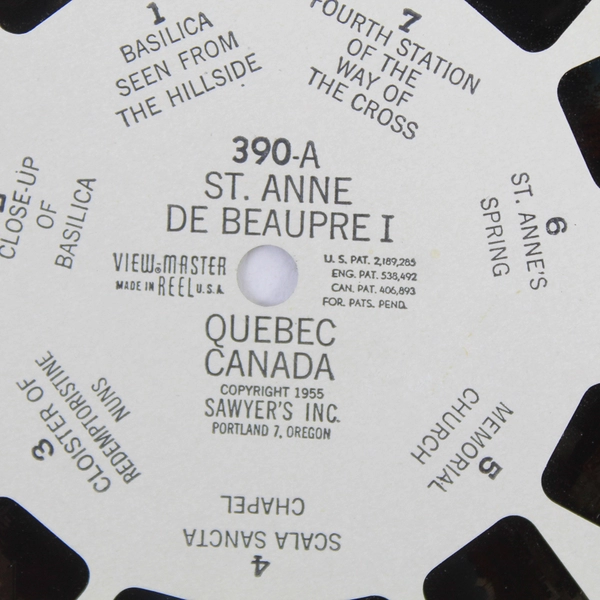 390-A
ST. ANNE
DE BEAUPRE I
VIEW-MASTER
MADE IN REEL U.S.A.
U.S. PAT. 2,189,285
ENG. PAT. 538,492
CAN. PAT. 406,893
FOR. PATS. PEND.
QUEBEC
CANADA
COPYRIGHT 1955
SAWYER'S INC.
PORTLAND 7, OREGON
1
BASILICA
SEEN FROM
THE HILLSIDE
CLOSE-UP
OF
BASILICA
3
CLOISTER OF
REDEMPTORISTINE
NUNS
4
SCALA SANCTA
CHAPEL
5
MEMORIAL
CHURCH
6
ST. ANNE'S
SPRING
7
FOURTH STATION
OF THE
WAY OF
THE CROSS